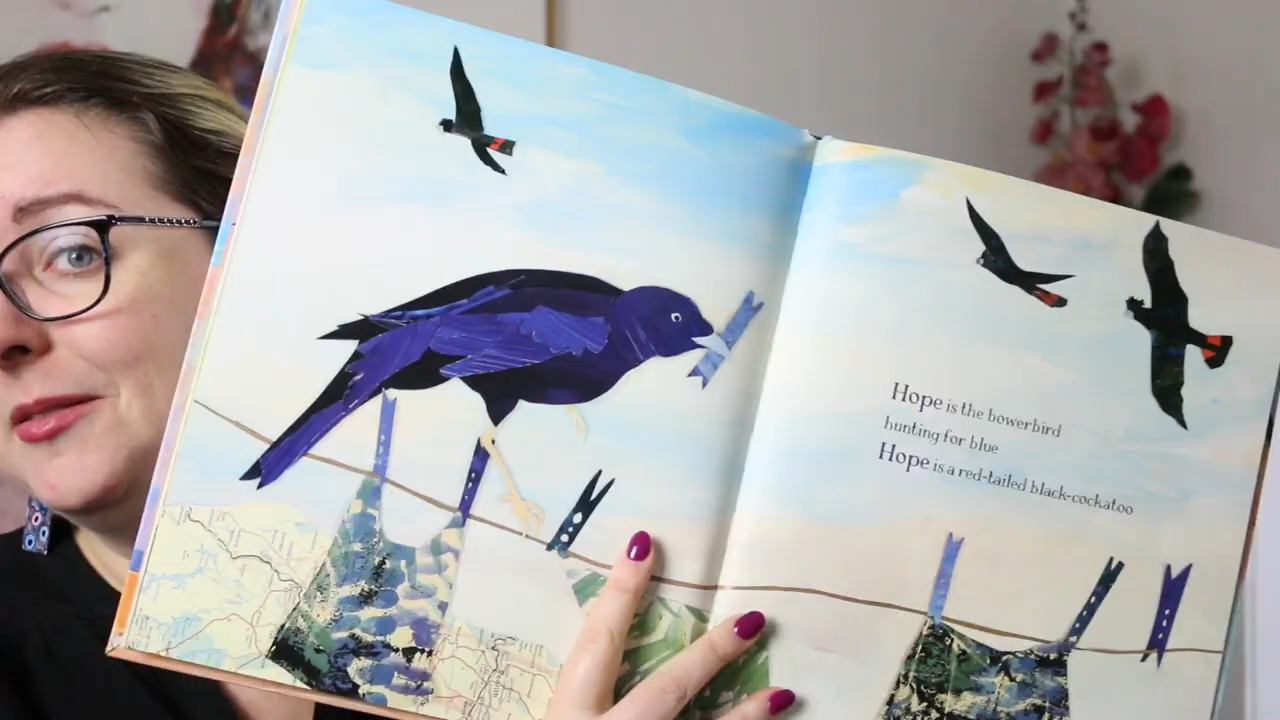 Hope is the bowerbird
hunting for blue
Hope is a red-tailed black-cockatoo